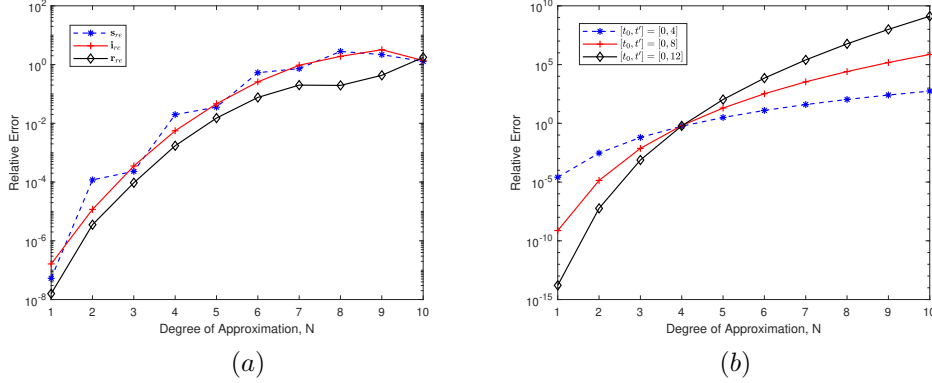 10^2
10^0
10^-2
10^-4
10^-6
10^-8
Relative Error
s_re
i_re
r_re
1 2 3 4 5 6 7 8 9 10
Degree of Approximation, N
(a)
10^10
10^5
10^0
10^-5
10^-10
10^-15
Relative Error
[t_0, t'] = [0, 4]
[t_0, t'] = [0, 8]
[t_0, t'] = [0, 12]
1 2 3 4 5 6 7 8 9 10
Degree of Approximation, N
(b)